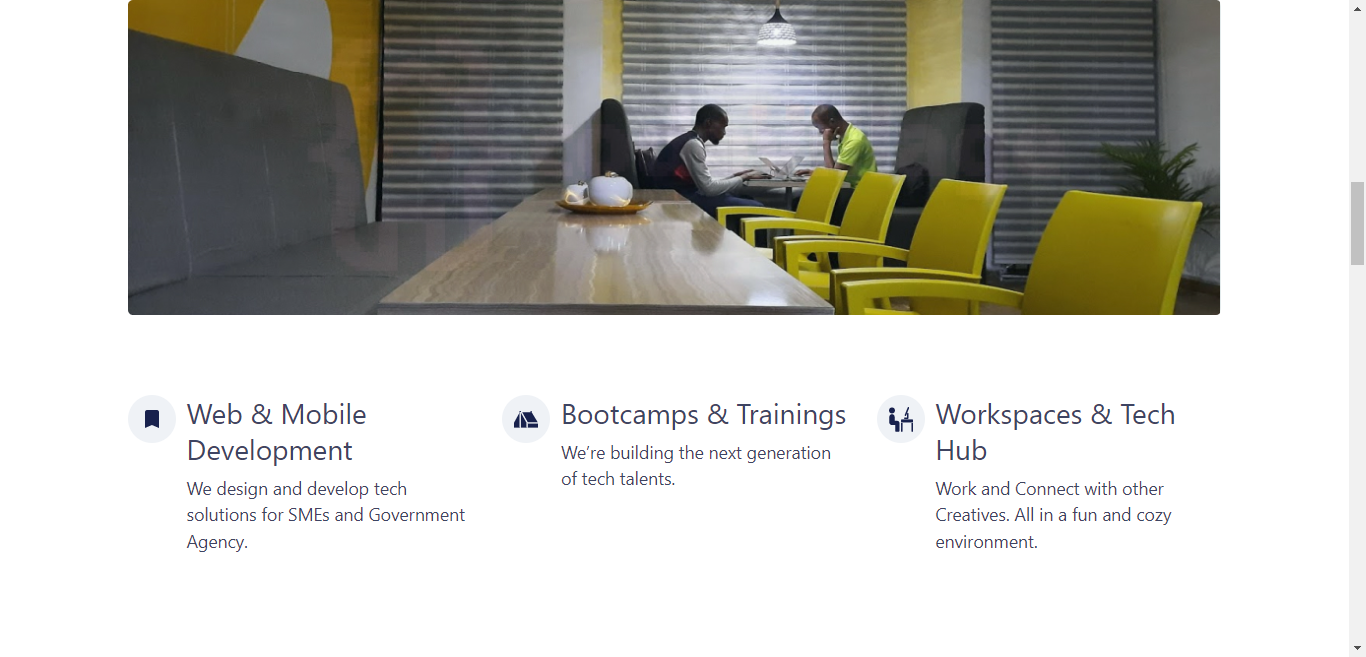 Web & Mobile
Development
We design and develop tech
solutions for SMEs and Government
Agency.
Bootcamps & Trainings
We’re building the next generation
of tech talents.
Workspaces & Tech
Hub
Work and Connect with other
Creatives. All in a fun and cozy
environment.